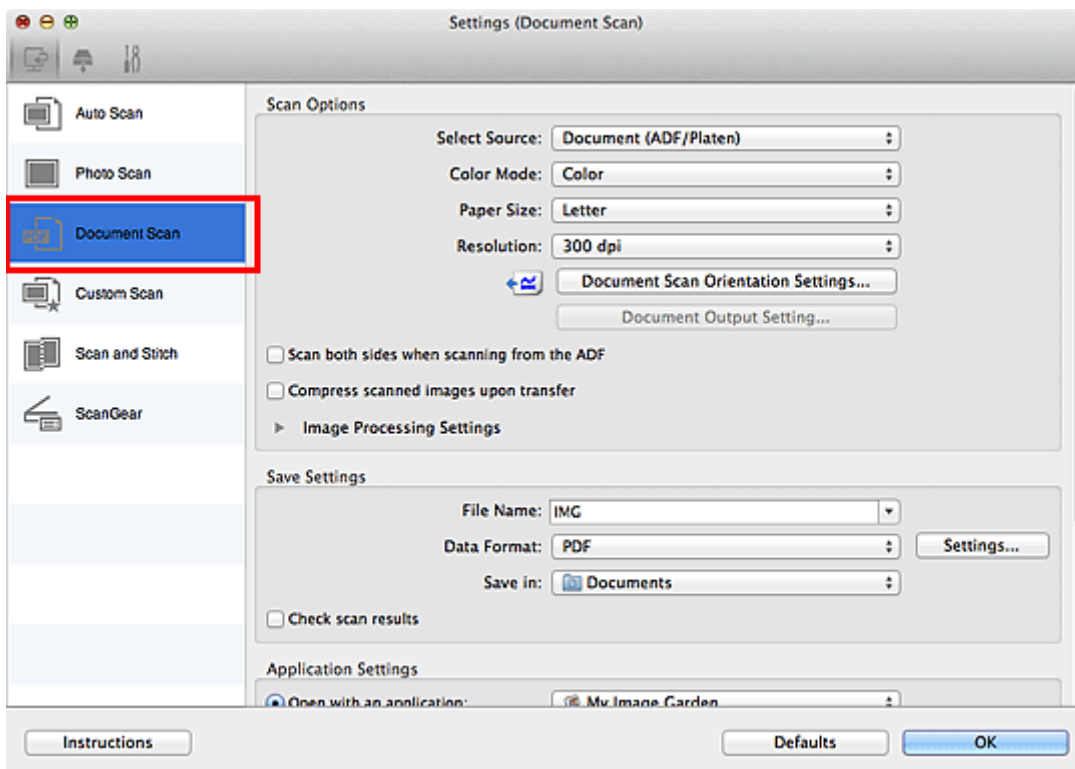 Settings (Document Scan)
Auto Scan
Photo Scan
PDF
Document Scan
Custom Scan
Scan and Stitch
ScanGear
Scan Options
Select Source: Document (ADF/Platen)
Color Mode: Color
Paper Size: Letter
Resolution: 300 dpi
Document Scan Orientation Settings...
Document Output Setting...
Scan both sides when scanning from the ADF
Compress scanned images upon transfer
Image Processing Settings
Save Settings
File Name: IMG
Data Format: PDF Settings...
Save in: Documents
Check scan results
Application Settings
Open with an application: My Image Garden
Instructions Defaults OK